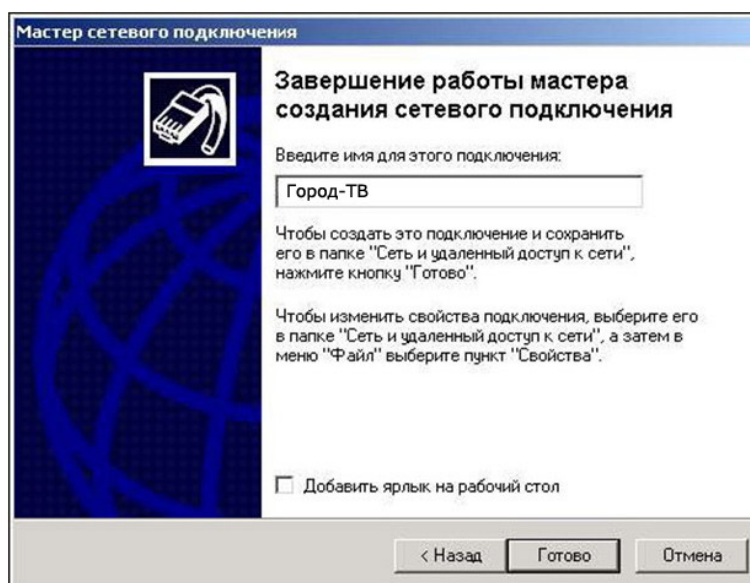 Мастер сетевого подключения
Завершение работы мастера
создания сетевого подключения
Введите имя для этого подключения:
Город-ТВ
Чтобы создать это подключение и сохранить
его в папке "Сеть и удаленный доступ к сети",
нажмите кнопку "Готово".
Чтобы изменить свойства подключения, выберите его
в папке "Сеть и удаленный доступ к сети", а затем в
меню "Файл" выберите пункт "Свойства".
Добавить ярлык на рабочий стол
< Назад Готово Отмена